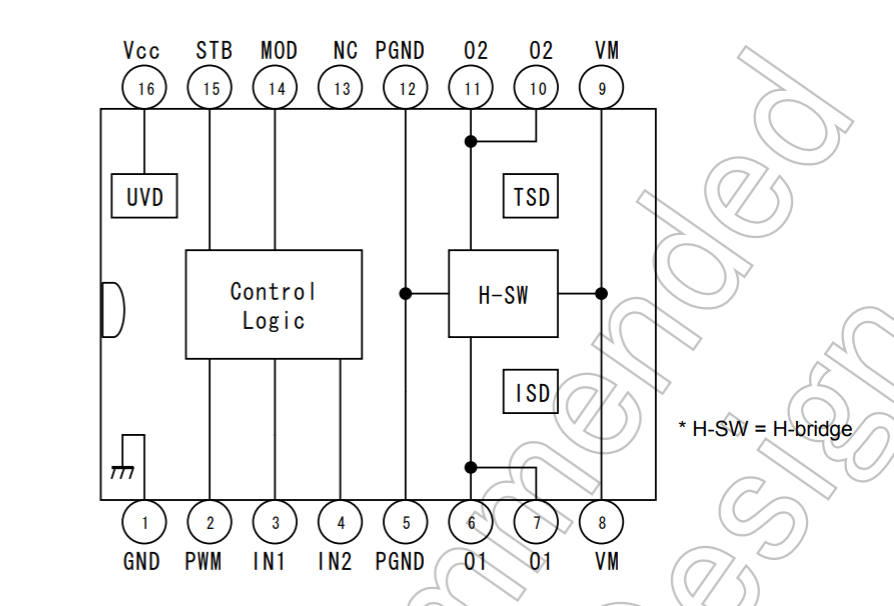 Vcc STB MOD NC PGND O2 O2 VM
16 15 14 13 12 11 10 9
UVD TSD
Control
Logic
H-SW
ISD
* H-SW = H-bridge
1 2 3 4 5 6 7 8
GND PWM IN1 IN2 PGND O1 O1 VM
mmended
esign